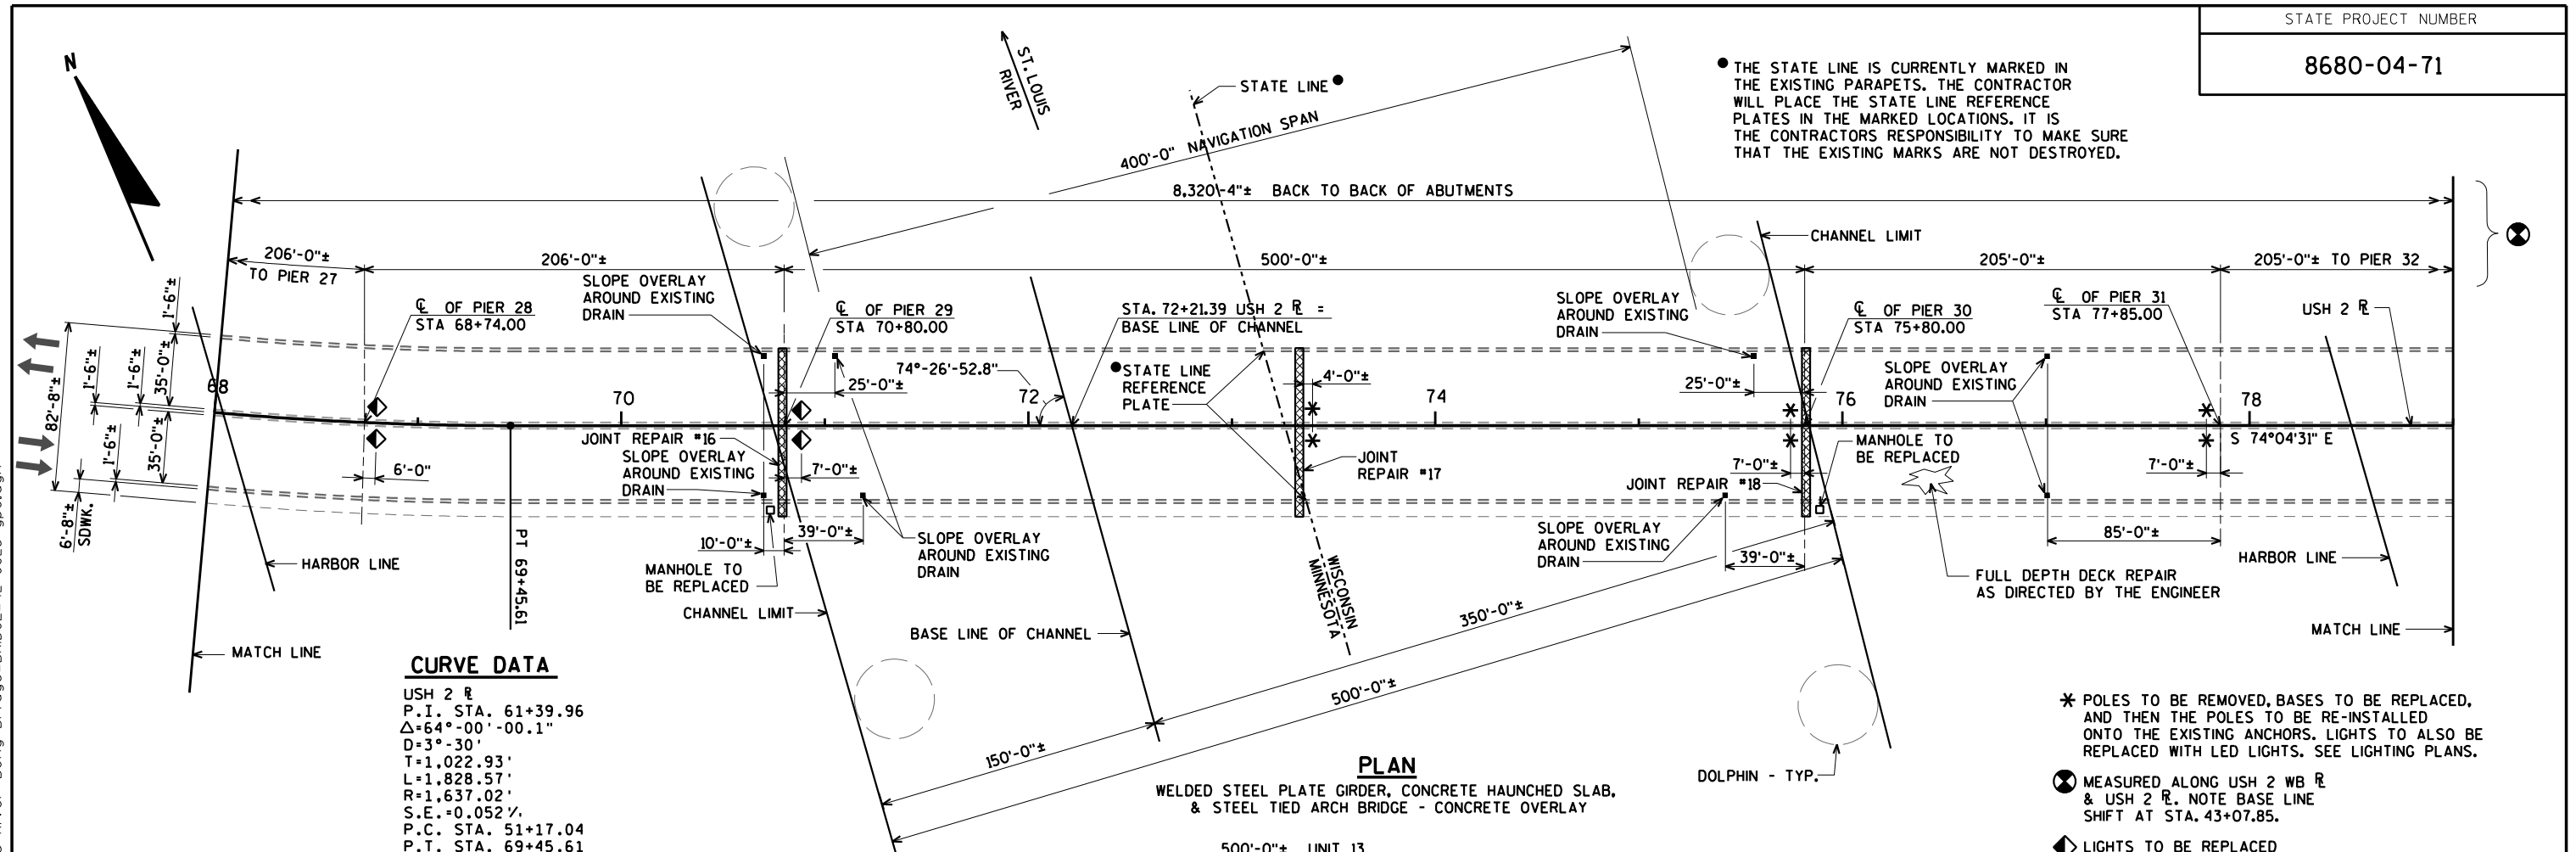 STATE PROJECT NUMBER
8680-04-71
N
ST. LOUIS
RIVER
STATE LINE
400'-0" NAVIGATION SPAN
THE STATE LINE IS CURRENTLY MARKED IN
THE EXISTING PARAPETS. THE CONTRACTOR
WILL PLACE THE STATE LINE REFERENCE
PLATES IN THE MARKED LOCATIONS. IT IS
THE CONTRACTORS RESPONSIBILITY TO MAKE SURE
THAT THE EXISTING MARKS ARE NOT DESTROYED.
8,320'-4"± BACK TO BACK OF ABUTMENTS
CHANNEL LIMIT
206'-0"±
TO PIER 27
206'-0"±
500'-0"±
205'-0"±
205'-0"± TO PIER 32
SLOPE OVERLAY
AROUND EXISTING
DRAIN
℄ OF PIER 28
STA 68+74.00
℄ OF PIER 29
STA 70+80.00
STA. 72+21.39 USH 2 ℞ =
BASE LINE OF CHANNEL
SLOPE OVERLAY
AROUND EXISTING
DRAIN
℄ OF PIER 30
STA 75+80.00
℄ OF PIER 31
STA 77+85.00
USH 2 ℞
1'-6"±
82'-8"±
1'-6"±
1'-6"±
35'-0"±
1'-6"±
35'-0"±
6'-8"±
SDWK.
68
70
72
74
76
78
74°-26'-52.8"
25'-0"±
STATE LINE
REFERENCE
PLATE
4'-0"±
25'-0"±
SLOPE OVERLAY
AROUND EXISTING
DRAIN
JOINT REPAIR #16
SLOPE OVERLAY
AROUND EXISTING
DRAIN
6'-0"
7'-0"±
JOINT
REPAIR #17
7'-0"±
JOINT REPAIR #18
MANHOLE TO
BE REPLACED
S 74°04'31" E
7'-0"±
PT 69+45.61
10'-0"±
39'-0"±
SLOPE OVERLAY
AROUND EXISTING
DRAIN
MANHOLE TO
BE REPLACED
CHANNEL LIMIT
SLOPE OVERLAY
AROUND EXISTING
DRAIN
39'-0"±
85'-0"±
HARBOR LINE
HARBOR LINE
FULL DEPTH DECK REPAIR
AS DIRECTED BY THE ENGINEER
WISCONSIN
MINNESOTA
BASE LINE OF CHANNEL
350'-0"±
500'-0"±
150'-0"±
MATCH LINE
MATCH LINE
CURVE DATA
USH 2 ℞
P.I. STA. 61+39.96
△=64°-00'-00.1"
D=3°-30'
T=1,022.93'
L=1,828.57'
R=1,637.02'
S.E.=0.052'/'
P.C. STA. 51+17.04
P.T. STA. 69+45.61
PLAN
WELDED STEEL PLATE GIRDER, CONCRETE HAUNCHED SLAB,
& STEEL TIED ARCH BRIDGE - CONCRETE OVERLAY
500'-0"± UNIT 13
DOLPHIN - TYP.
* POLES TO BE REMOVED, BASES TO BE REPLACED,
AND THEN THE POLES TO BE RE-INSTALLED
ONTO THE EXISTING ANCHORS. LIGHTS TO ALSO BE
REPLACED WITH LED LIGHTS. SEE LIGHTING PLANS.
MEASURED ALONG USH 2 WB ℞
& USH 2 ℞. NOTE BASE LINE
SHIFT AT STA. 43+07.85.
LIGHTS TO BE REPLACED